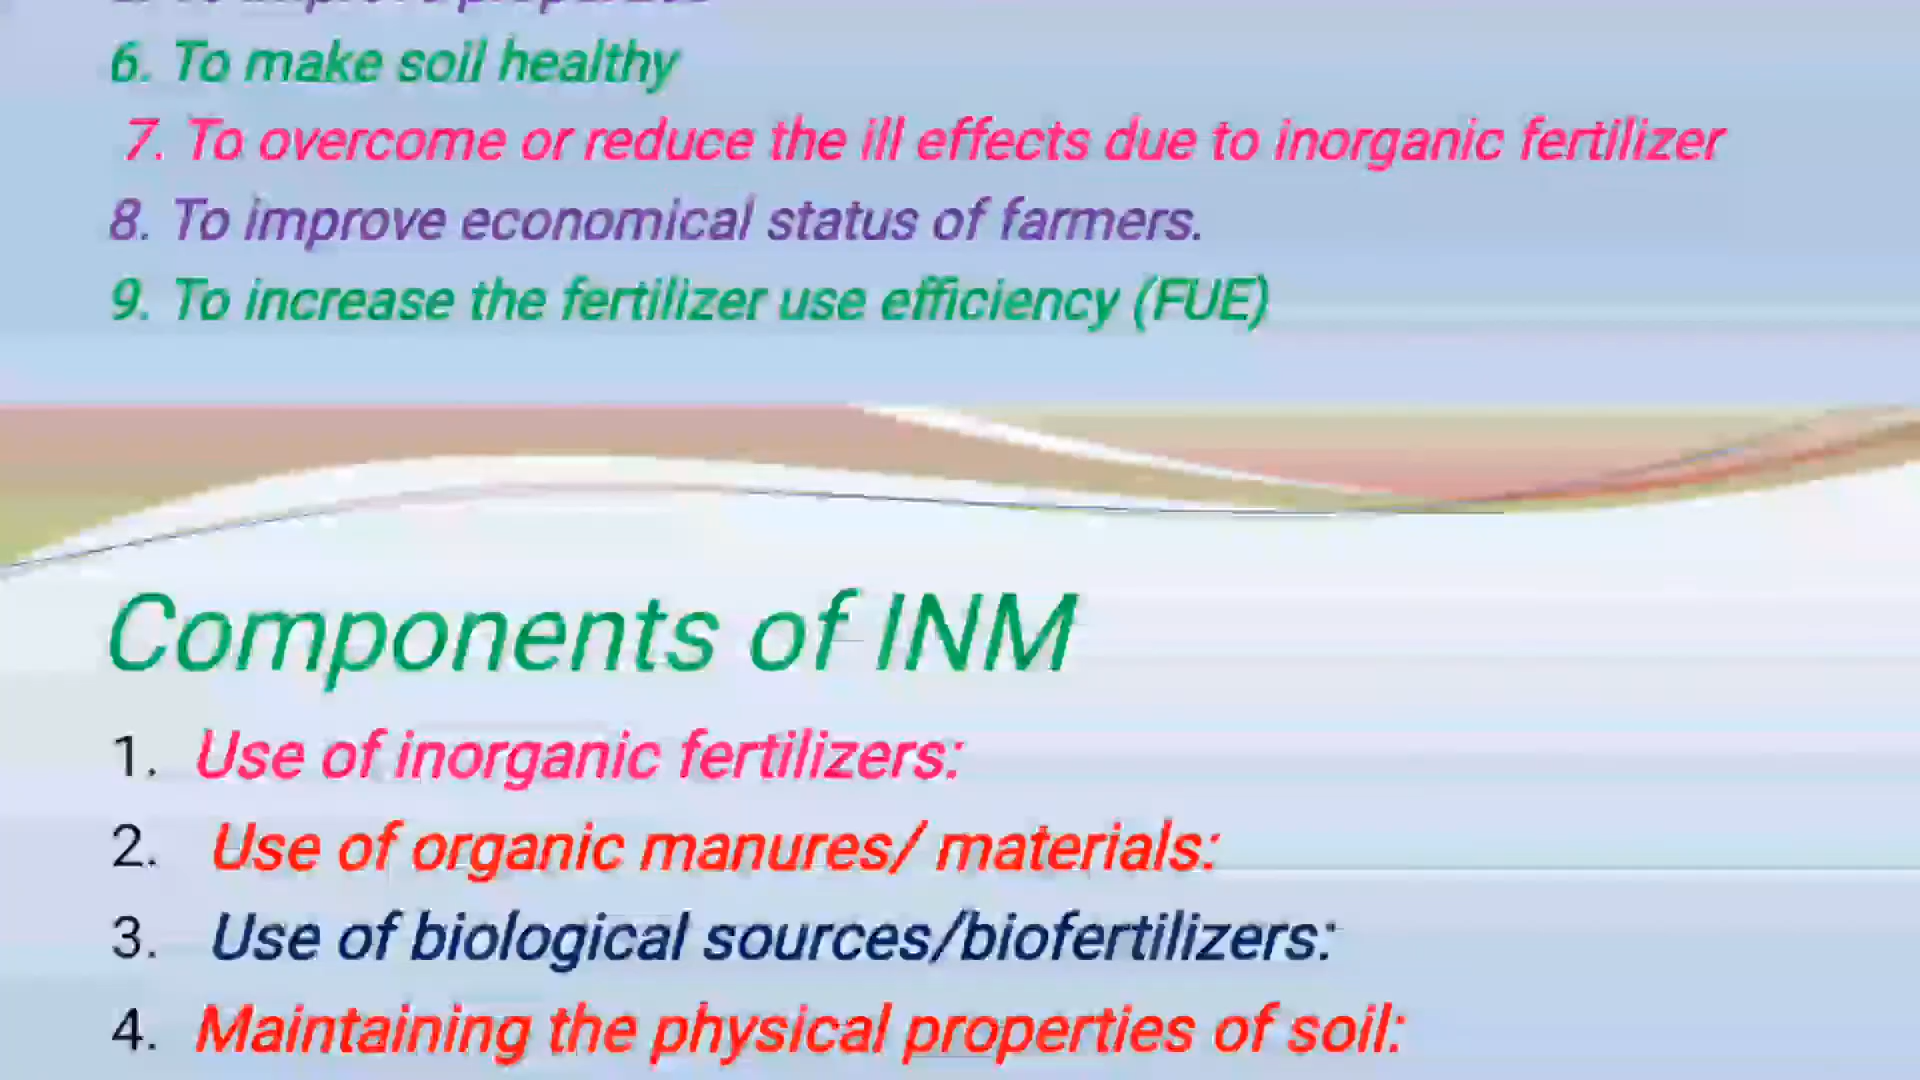 6. To make soil healthy
7. To overcome or reduce the ill effects due to inorganic fertilizer
8. To improve economical status of farmers.
9. To increase the fertilizer use efficiency (FUE)
Components of INM
1. Use of inorganic fertilizers:
2. Use of organic manures/ materials:
3. Use of biological sources/biofertilizers:
4. Maintaining the physical properties of soil: